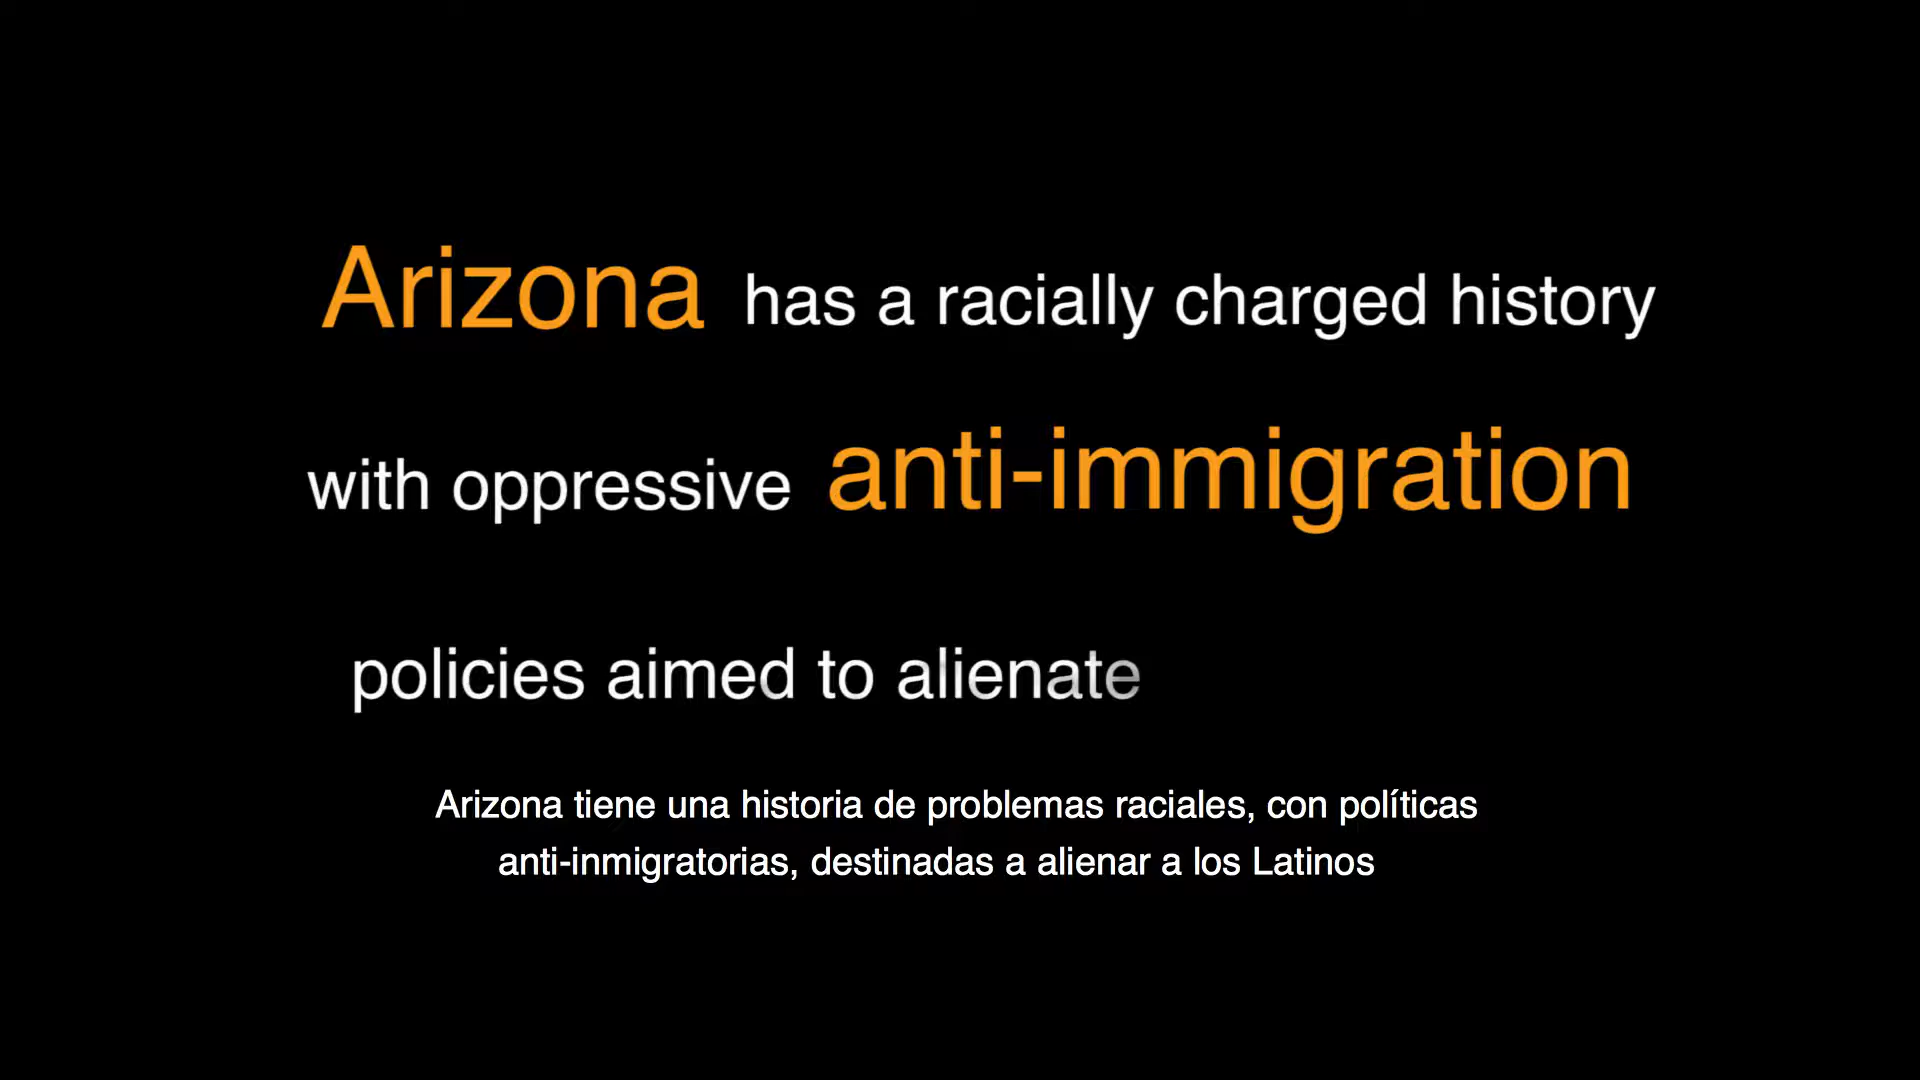 Arizona has a racially charged history
with oppressive anti-immigration
policies aimed to alienate
Arizona tiene una historia de problemas raciales, con políticas
anti-inmigratorias, destinadas a alienar a los Latinos